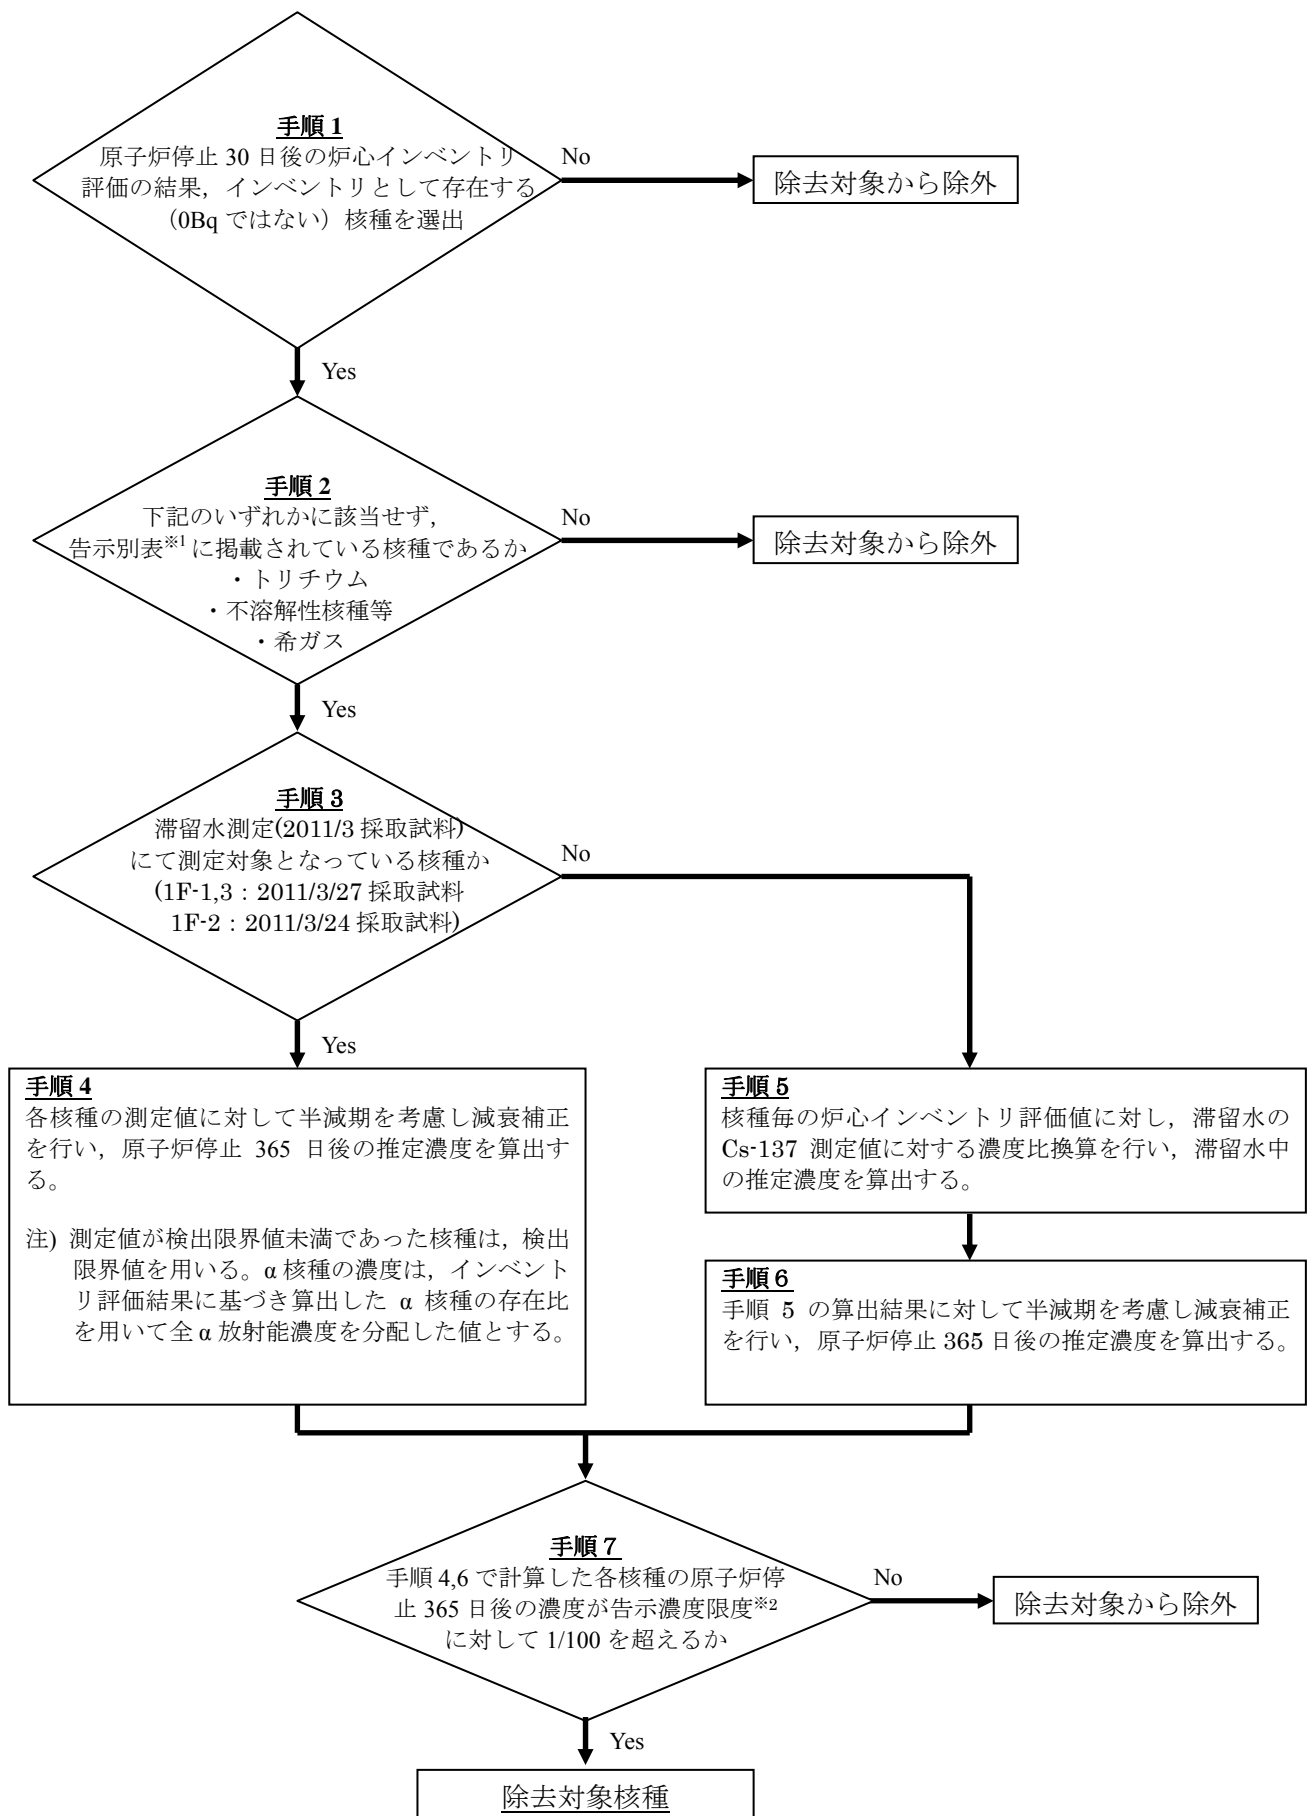 手順 1
原子炉停止 30 日後の炉心インベントリ
評価の結果，インベントリとして存在する
（0Bq ではない）核種を選出
No
除去対象から除外
Yes
手順 2
下記のいずれかに該当せず，
告示別表※1 に掲載されている核種であるか
・トリチウム
・不溶解性核種等
・希ガス
No
除去対象から除外
Yes
手順 3
滞留水測定(2011/3 採取試料)
にて測定対象となっている核種か
(1F-1,3：2011/3/27 採取試料
1F-2：2011/3/24 採取試料)
No
Yes
手順 4
各核種の測定値に対して半減期を考慮し減衰補正
を行い，原子炉停止 365 日後の推定濃度を算出す
る。
注) 測定値が検出限界値未満であった核種は，検出
限界値を用いる。α 核種の濃度は，インベント
リ評価結果に基づき算出した α 核種の存在比
を用いて全 α 放射能濃度を分配した値とする。
手順５
核種毎の炉心インベントリ評価値に対し，滞留水の
Cs-137 測定値に対する濃度比換算を行い，滞留水中
の推定濃度を算出する。
手順６
手順 5 の算出結果に対して半減期を考慮し減衰補正
を行い，原子炉停止 365 日後の推定濃度を算出する。
手順７
手順 4,6 で計算した各核種の原子炉停
止 365 日後の濃度が告示濃度限度※2
に対して 1/100 を超えるか
No
除去対象から除外
Yes
除去対象核種